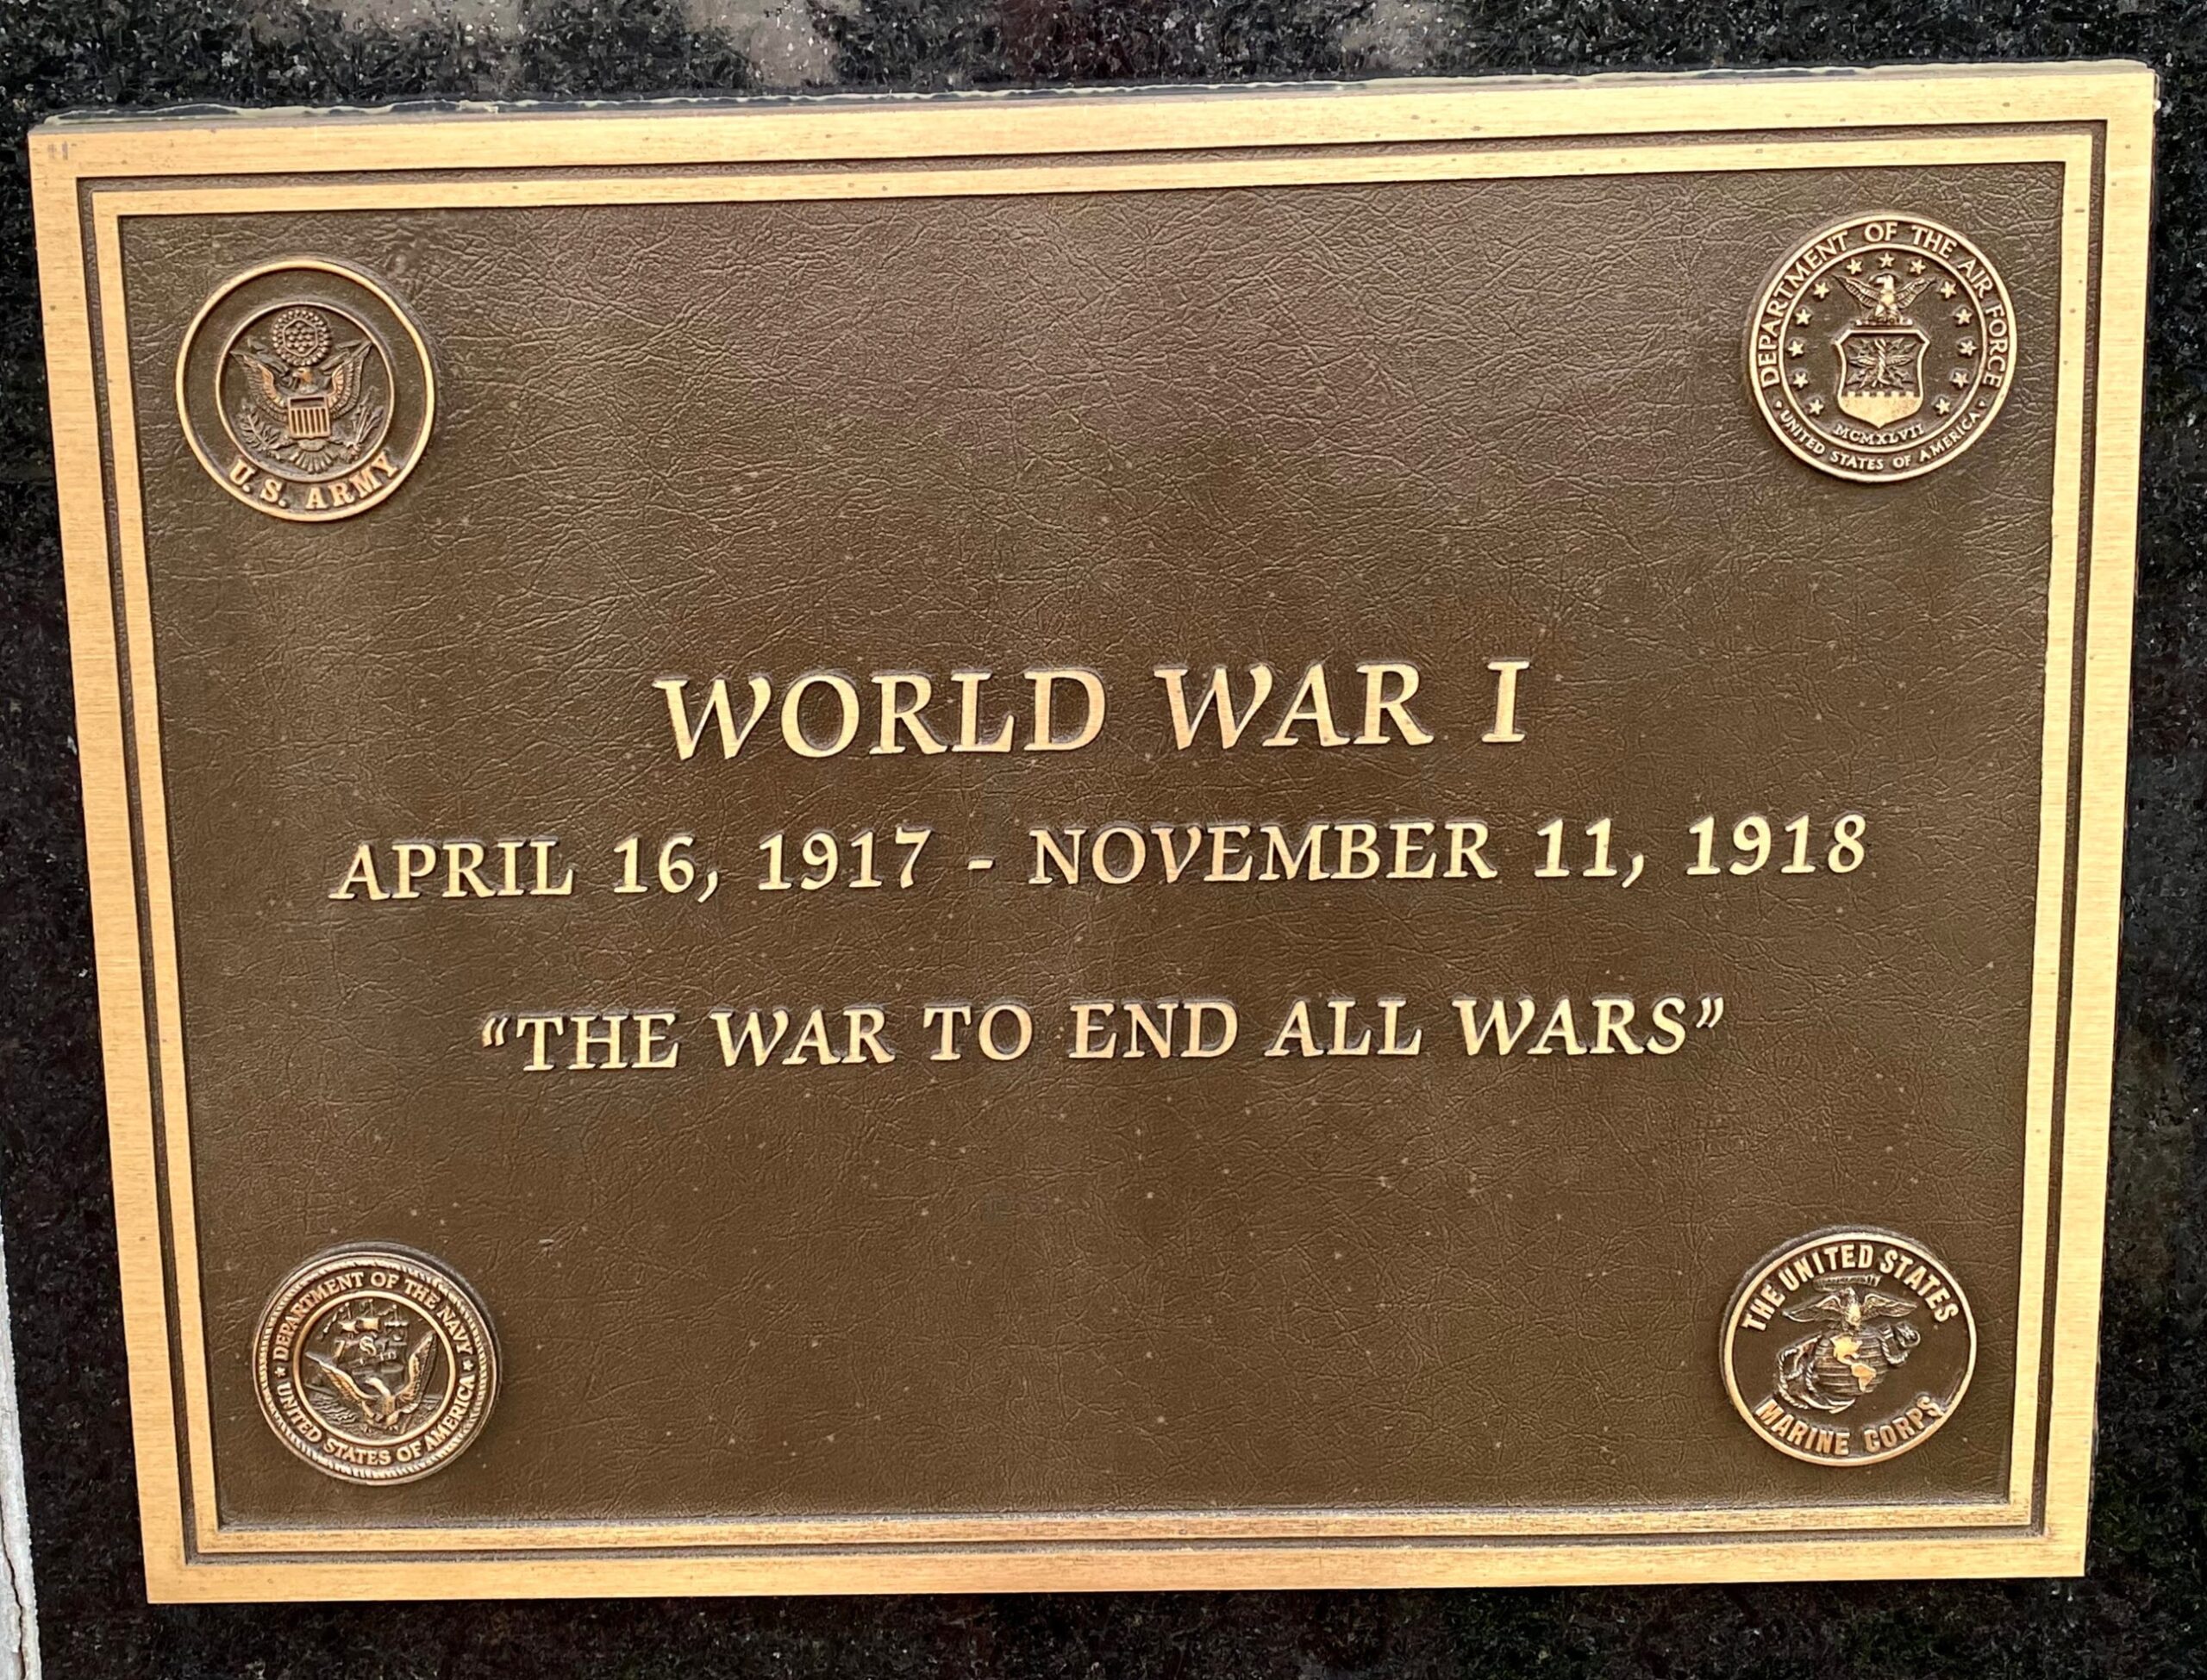 U.S. ARMY
DEPARTMENT OF THE AIR FORCE
MCMXLVII
UNITED STATES OF AMERICA
WORLD WAR I
APRIL 16, 1917 - NOVEMBER 11, 1918
“THE WAR TO END ALL WARS”
DEPARTMENT OF THE NAVY
UNITED STATES OF AMERICA
THE UNITED STATES
MARINE CORPS